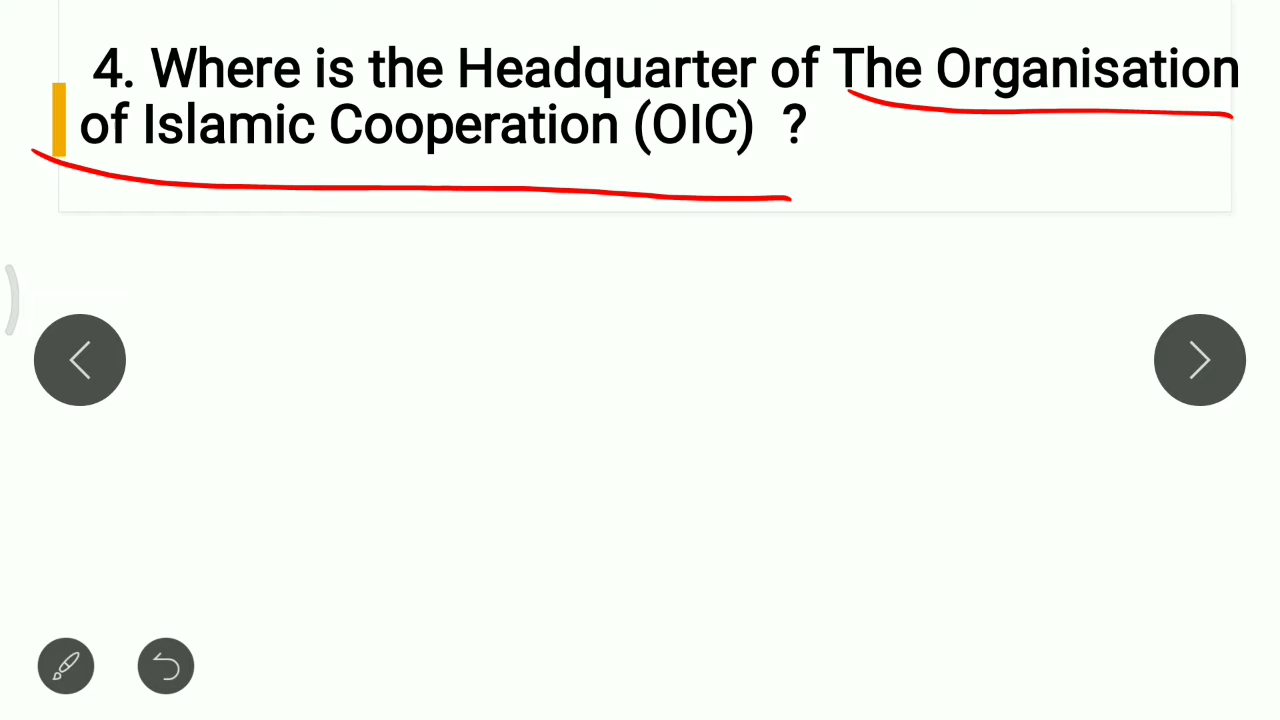 4. Where is the Headquarter of The Organisation
of Islamic Cooperation (OIC) ?